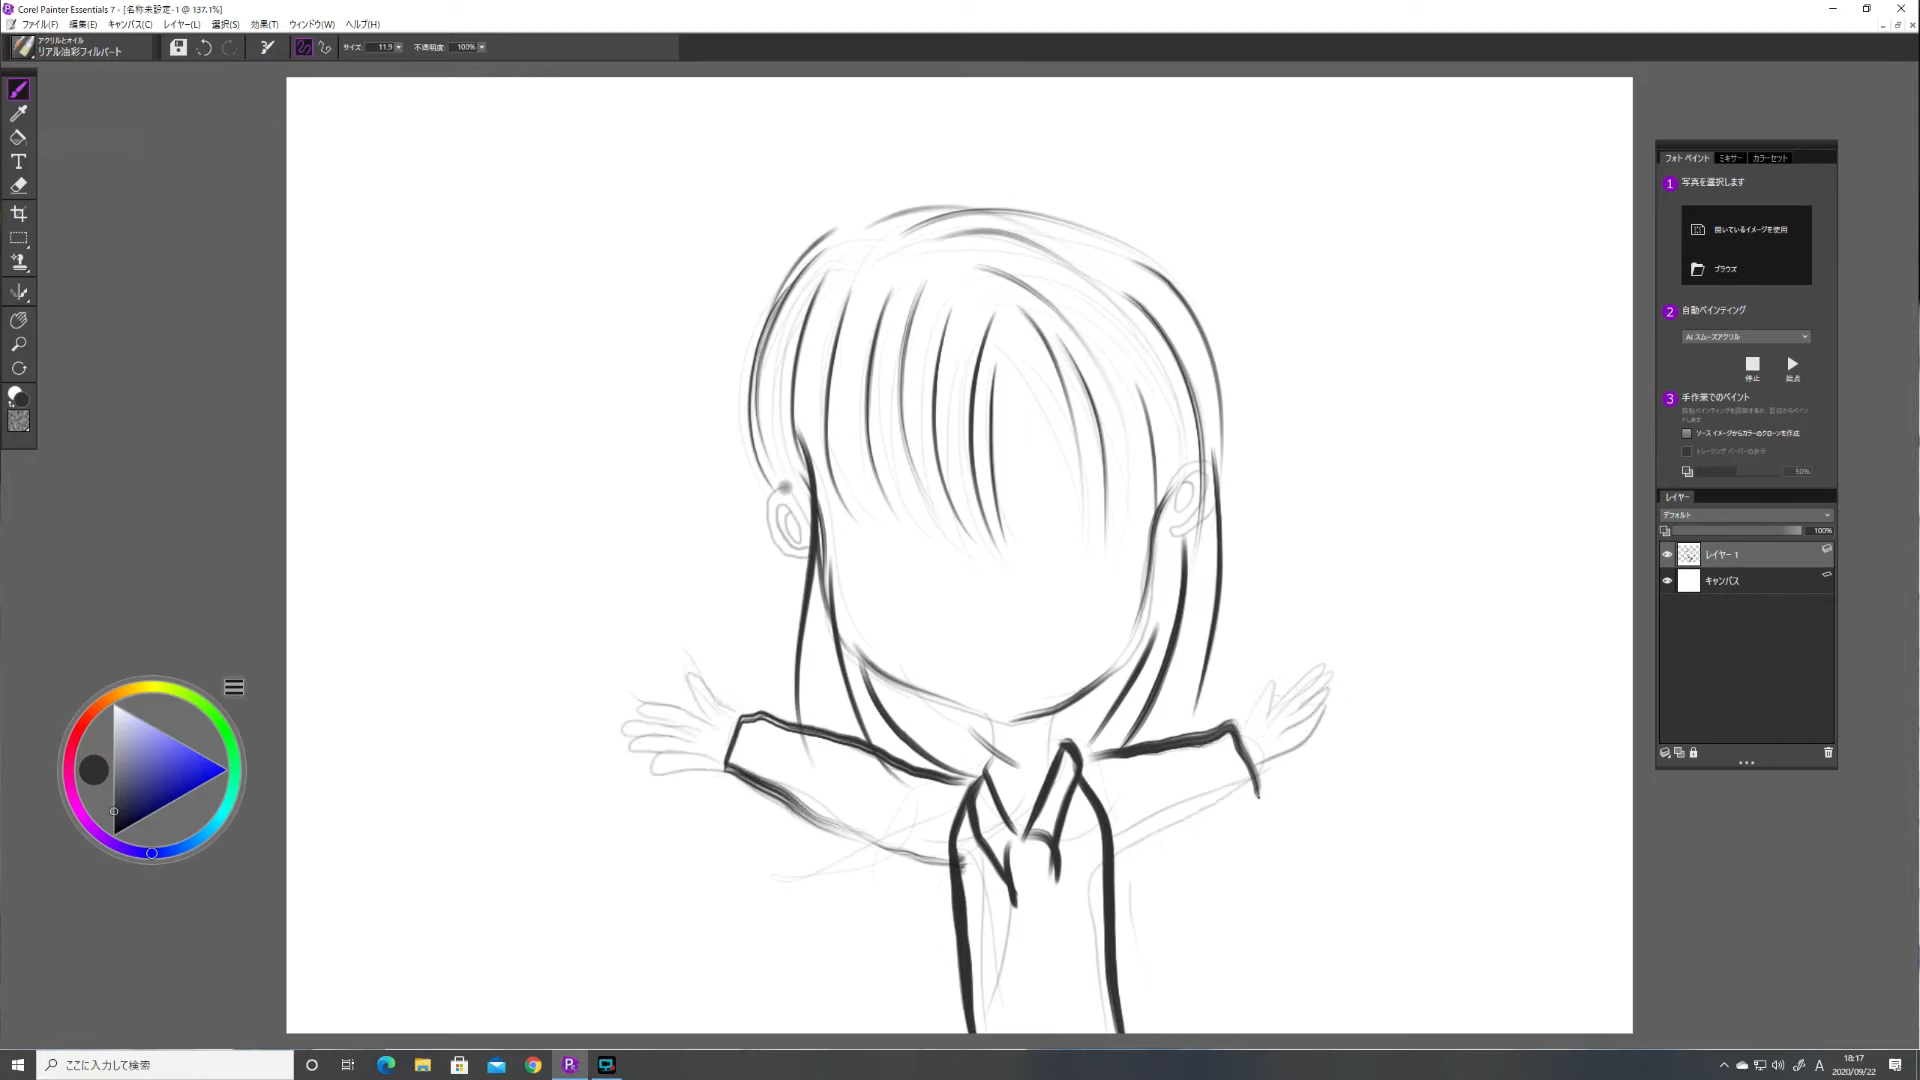 Corel Painter Essentials 7 - [名称未設定-1 @ 137.1%]
ファイル(F) 編集(E) キャンバス(C) レイヤー(L) 選択(S) 効果(T) ウィンドウ(W) ヘルプ(H)
アクリルとオイル
リアル油彩フィルバート
サイズ: 11.9 不透明度: 100%
フォト ペイント ミキサー カラーセット
1 写真を選択します
開いているイメージを使用
ブラウズ
2 自動ペインティング
AI スムーズアクリル
停止 始点
3 手作業でのペイント
ソース イメージからカラーのクローンを作成
トレーシング ペーパーの表示
50%
レイヤー
デフォルト
100%
レイヤー 1
キャンバス
ここに入力して検索
A
18:17
2020/09/22